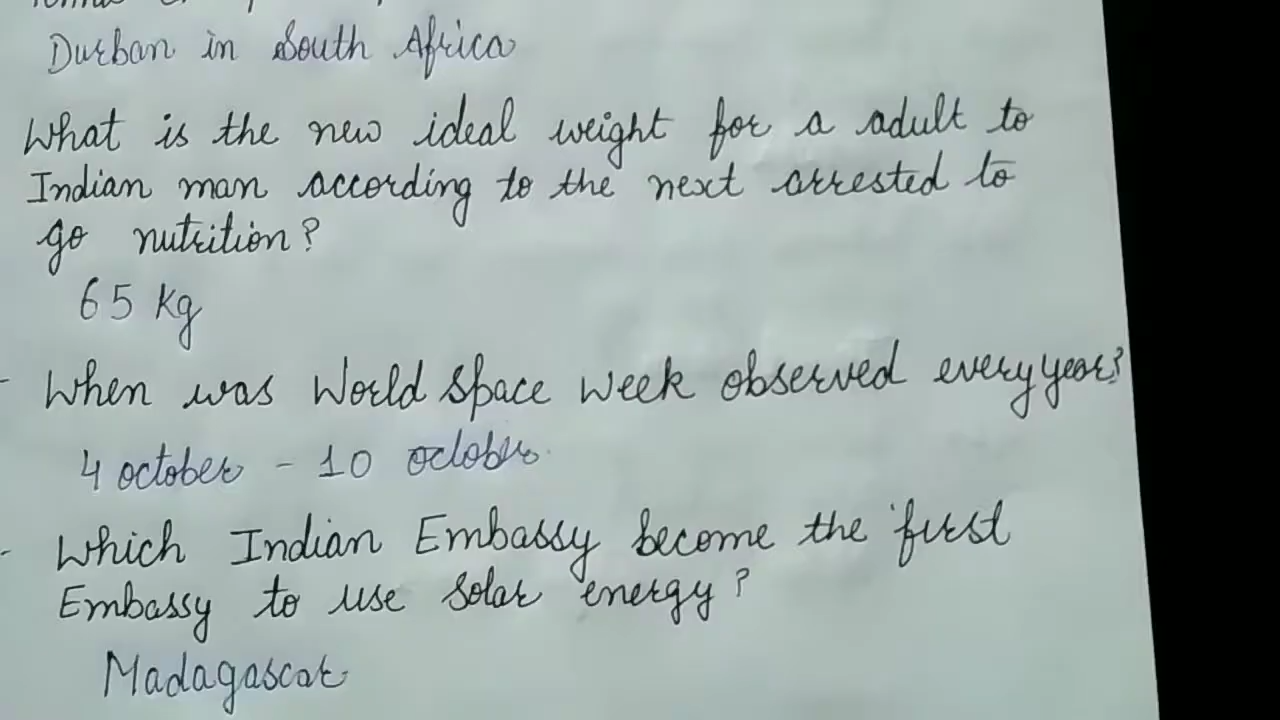 Durban in South Africa
What is the new ideal weight for a adult to
Indian man according to the next arrested to
go nutrition?
65 Kg
- When was World Space Week observed every year?
4 october - 10 october
- Which Indian Embassy become the first
Embassy to use solar energy?
Madagascar